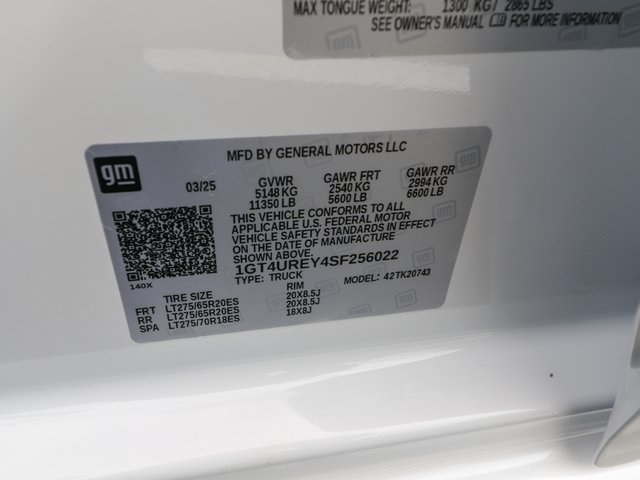 MAX TONGUE WEIGHT: 1300 KG / 2865 LBS
SEE OWNER'S MANUAL FOR MORE INFORMATION
gm
MFD BY GENERAL MOTORS LLC
03/25
GVWR GAWR FRT GAWR RR
5148 KG 2540 KG 2994 KG
11350 LB 5600 LB 6600 LB
THIS VEHICLE CONFORMS TO ALL
APPLICABLE U.S. FEDERAL MOTOR
VEHICLE SAFETY STANDARDS IN EFFECT
ON THE DATE OF MANUFACTURE
SHOWN ABOVE.
1GT4UREY4SF256022
140X
TYPE: TRUCK MODEL: 42TK20743
TIRE SIZE RIM
FRT LT275/65R20ES 20X8.5J
RR LT275/65R20ES 20X8.5J
SPA LT275/70R18ES 18X8J